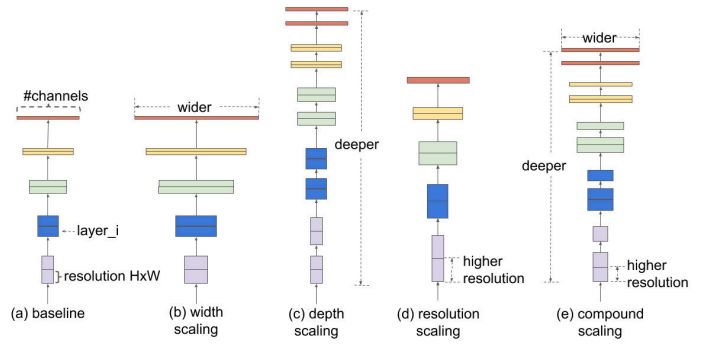 #channels
wider
wider
deeper
deeper
layer_i
resolution HxW
higher
resolution
higher
resolution
(a) baseline
(b) width
scaling
(c) depth
scaling
(d) resolution
scaling
(e) compound
scaling